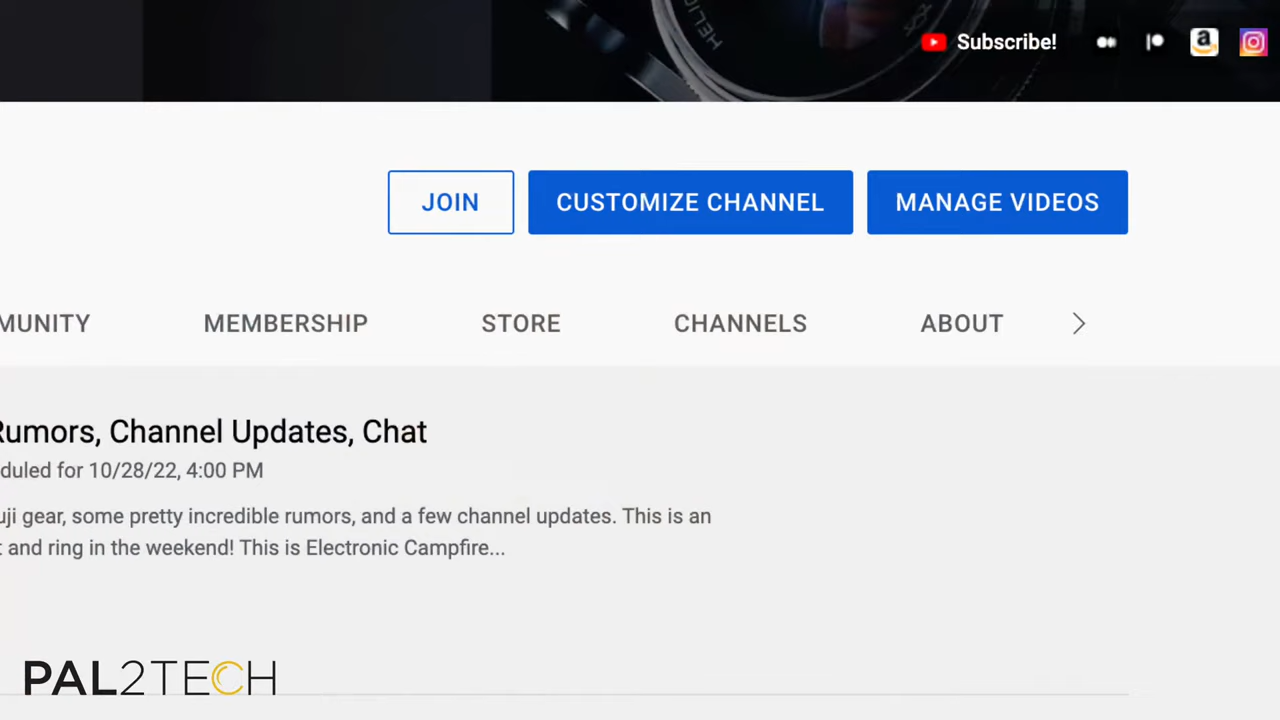 HELIO
Subscribe!
JOIN
CUSTOMIZE CHANNEL
MANAGE VIDEOS
MUNITY
MEMBERSHIP
STORE
CHANNELS
ABOUT
Rumors, Channel Updates, Chat
duled for 10/28/22, 4:00 PM
uji gear, some pretty incredible rumors, and a few channel updates. This is an
t and ring in the weekend! This is Electronic Campfire...
PAL2TECH